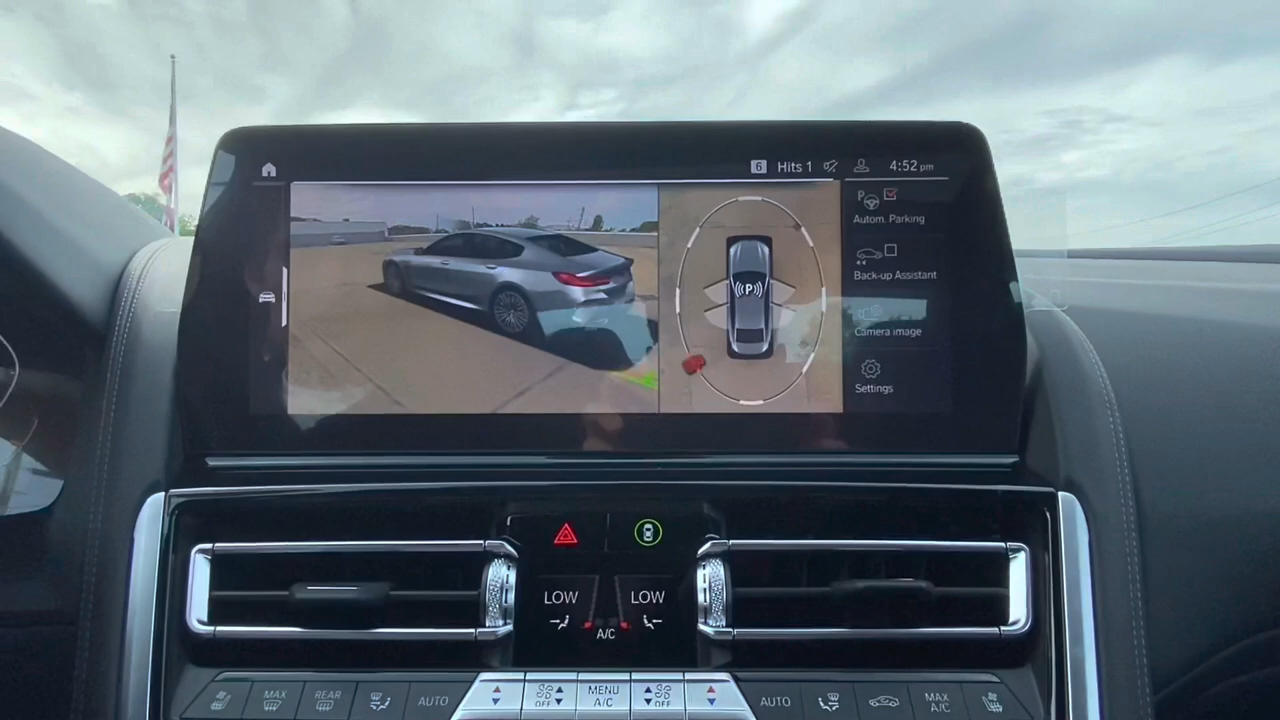 6 Hits 1 4:52 pm
P
Autom. Parking
Back-up Assistant
Camera image
Settings
((P))
LOW LOW
A/C
MAX REAR AUTO OFF MENU A/C OFF AUTO MAX A/C